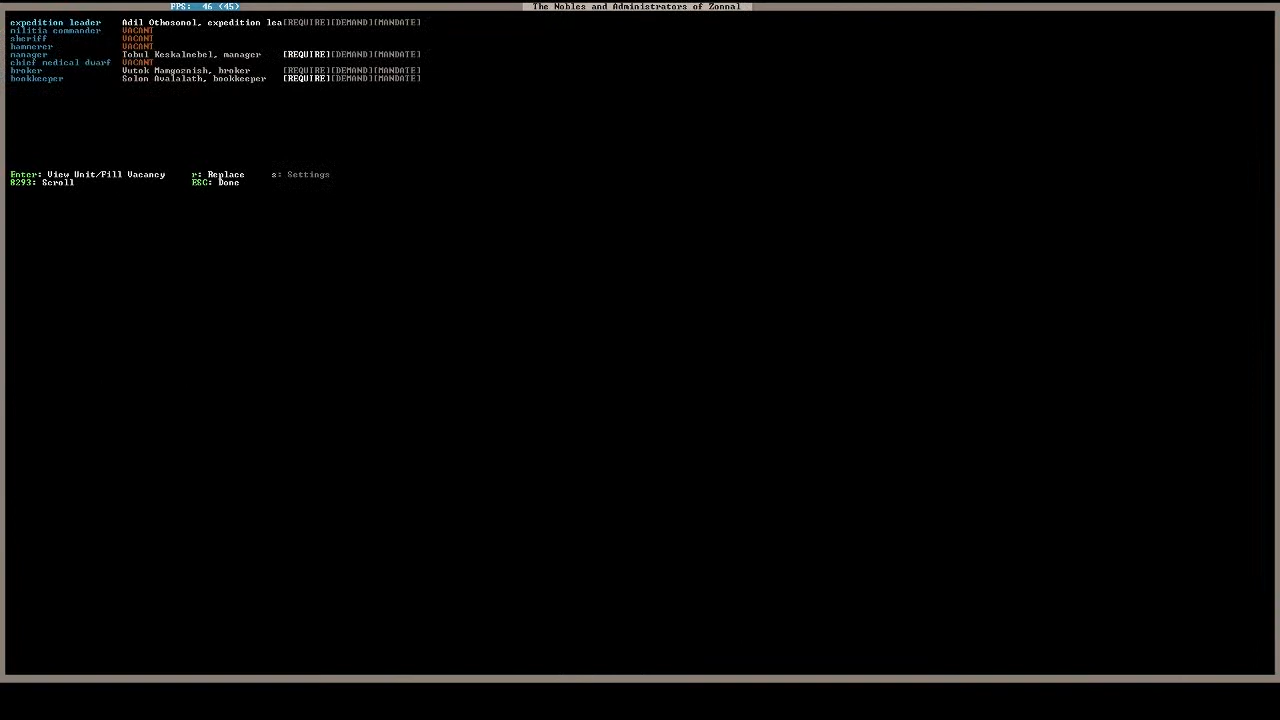 FPS: 46 (45)
The Nobles and Administrators of Zonnal
expedition leader Adil Othosonol, expedition lea[REQUIRE][DEMAND][MANDATE]
militia commander VACANT
sheriff VACANT
hammerer VACANT
manager Tobul Keskalnebel, manager [REQUIRE][DEMAND][MANDATE]
chief medical dwarf VACANT
broker Vutok Mamgoznish, broker [REQUIRE][DEMAND][MANDATE]
bookkeeper Solon Avalalath, bookkeeper [REQUIRE][DEMAND][MANDATE]
Enter: View Unit/Fill Vacancy r: Replace s: Settings
8293: Scroll ESC: Done